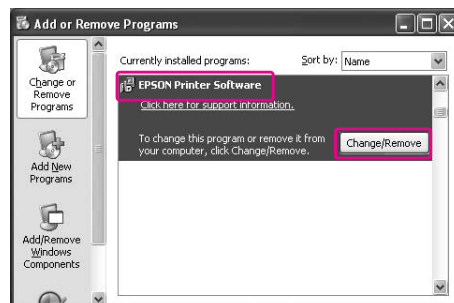 Add or Remove Programs
Change or
Remove
Programs
Add New
Programs
Add/Remove
Windows
Components
Currently installed programs:
Sort by: Name
EPSON Printer Software
Click here for support information.
To change this program or remove it from
your computer, click Change/Remove.
Change/Remove